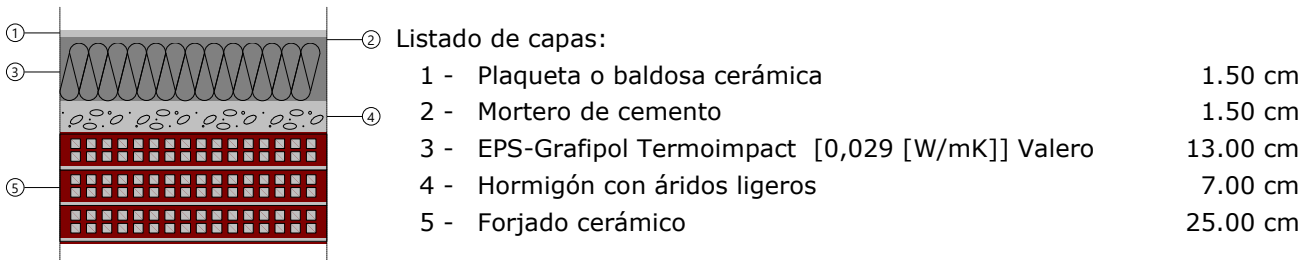 ① ② Listado de capas:
1 - Plaqueta o baldosa cerámica 1.50 cm
2 - Mortero de cemento 1.50 cm
③ 3 - EPS-Grafipol Termoimpact [0,029 [W/mK]] Valero 13.00 cm
④ 4 - Hormigón con áridos ligeros 7.00 cm
⑤ 5 - Forjado cerámico 25.00 cm